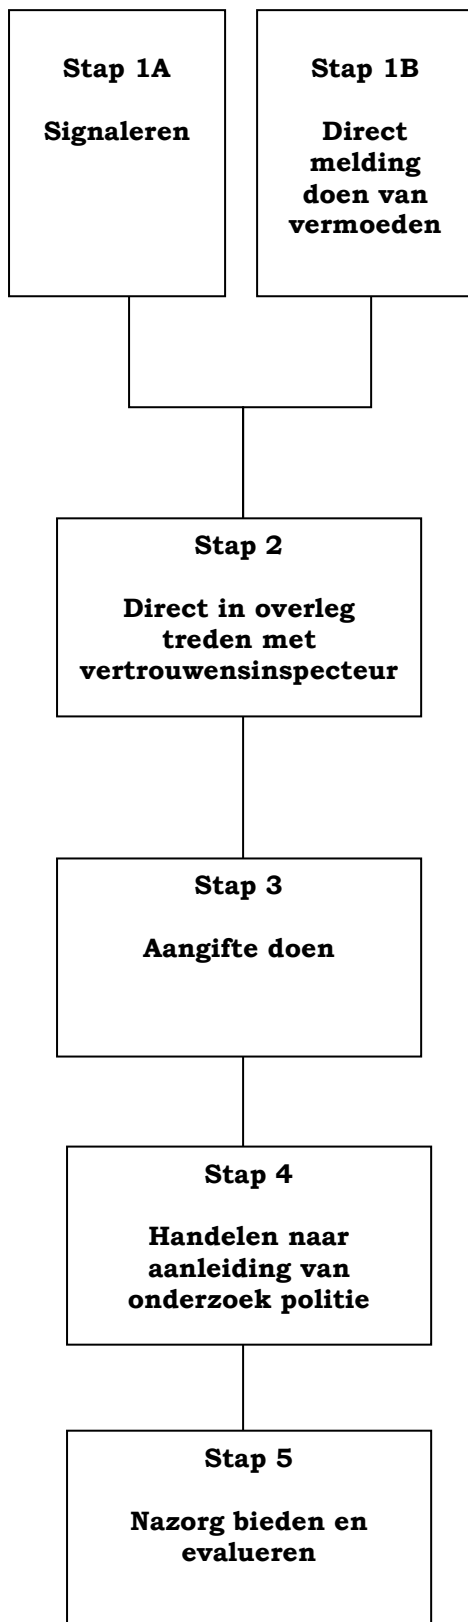 Stap 1A
Signaleren
Stap 1B
Direct
melding
doen van
vermoeden
Stap 2
Direct in overleg
treden met
vertrouwensinspecteur
Stap 3
Aangifte doen
Stap 4
Handelen naar
aanleiding van
onderzoek politie
Stap 5
Nazorg bieden en
evalueren